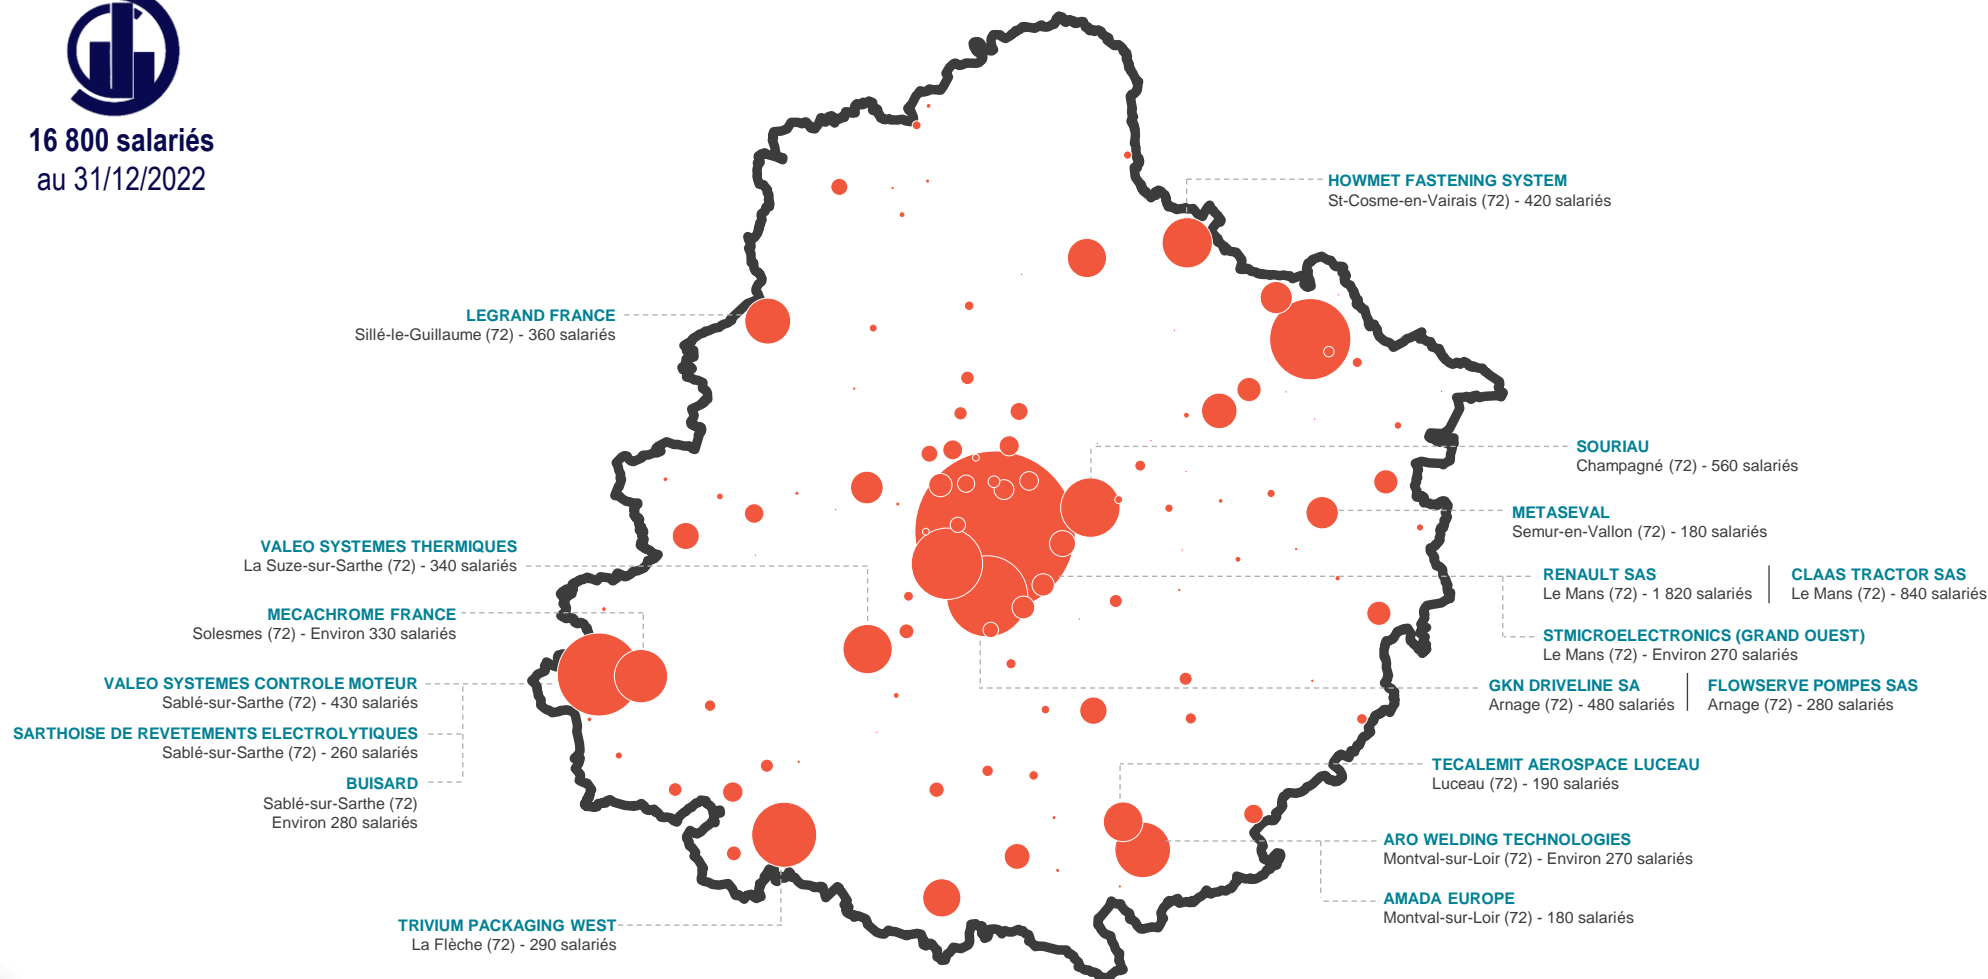 16 800 salariés
au 31/12/2022
HOWMET FASTENING SYSTEM
St-Cosme-en-Vairais (72) - 420 salariés
LEGRAND FRANCE
Sillé-le-Guillaume (72) - 360 salariés
SOURIAU
Champagné (72) - 560 salariés
METASEVAL
Semur-en-Vallon (72) - 180 salariés
VALEO SYSTEMES THERMIQUES
La Suze-sur-Sarthe (72) - 340 salariés
RENAULT SAS
Le Mans (72) - 1 820 salariés
CLAAS TRACTOR SAS
Le Mans (72) - 840 salariés
MECACHROME FRANCE
Solesmes (72) - Environ 330 salariés
STMICROELECTRONICS (GRAND OUEST)
Le Mans (72) - Environ 270 salariés
VALEO SYSTEMES CONTROLE MOTEUR
Sablé-sur-Sarthe (72) - 430 salariés
GKN DRIVELINE SA
Arnage (72) - 480 salariés
FLOWSERVE POMPES SAS
Arnage (72) - 280 salariés
SARTHOISE DE REVETEMENTS ELECTROLYTIQUES
Sablé-sur-Sarthe (72) - 260 salariés
BUISARD
Sablé-sur-Sarthe (72)
Environ 280 salariés
TECALEMIT AEROSPACE LUCEAU
Luceau (72) - 190 salariés
ARO WELDING TECHNOLOGIES
Montval-sur-Loir (72) - Environ 270 salariés
AMADA EUROPE
Montval-sur-Loir (72) - 180 salariés
TRIVIUM PACKAGING WEST
La Flèche (72) - 290 salariés